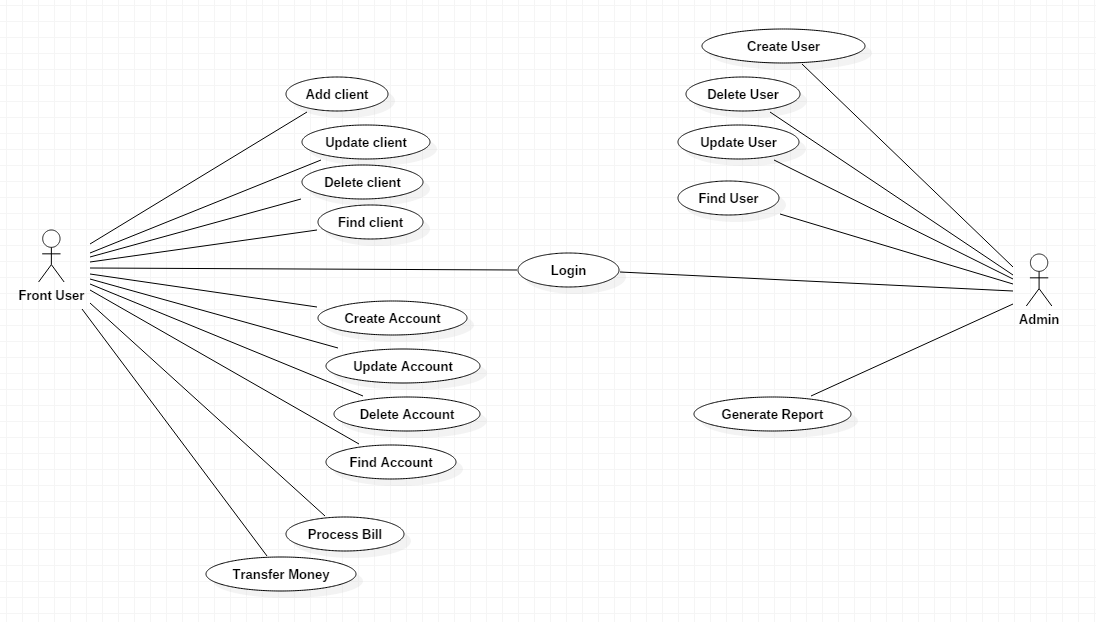 Create User
Add client
Delete User
Update client
Update User
Delete client
Find User
Find client
Login
Front User
Admin
Create Account
Update Account
Delete Account
Generate Report
Find Account
Process Bill
Transfer Money